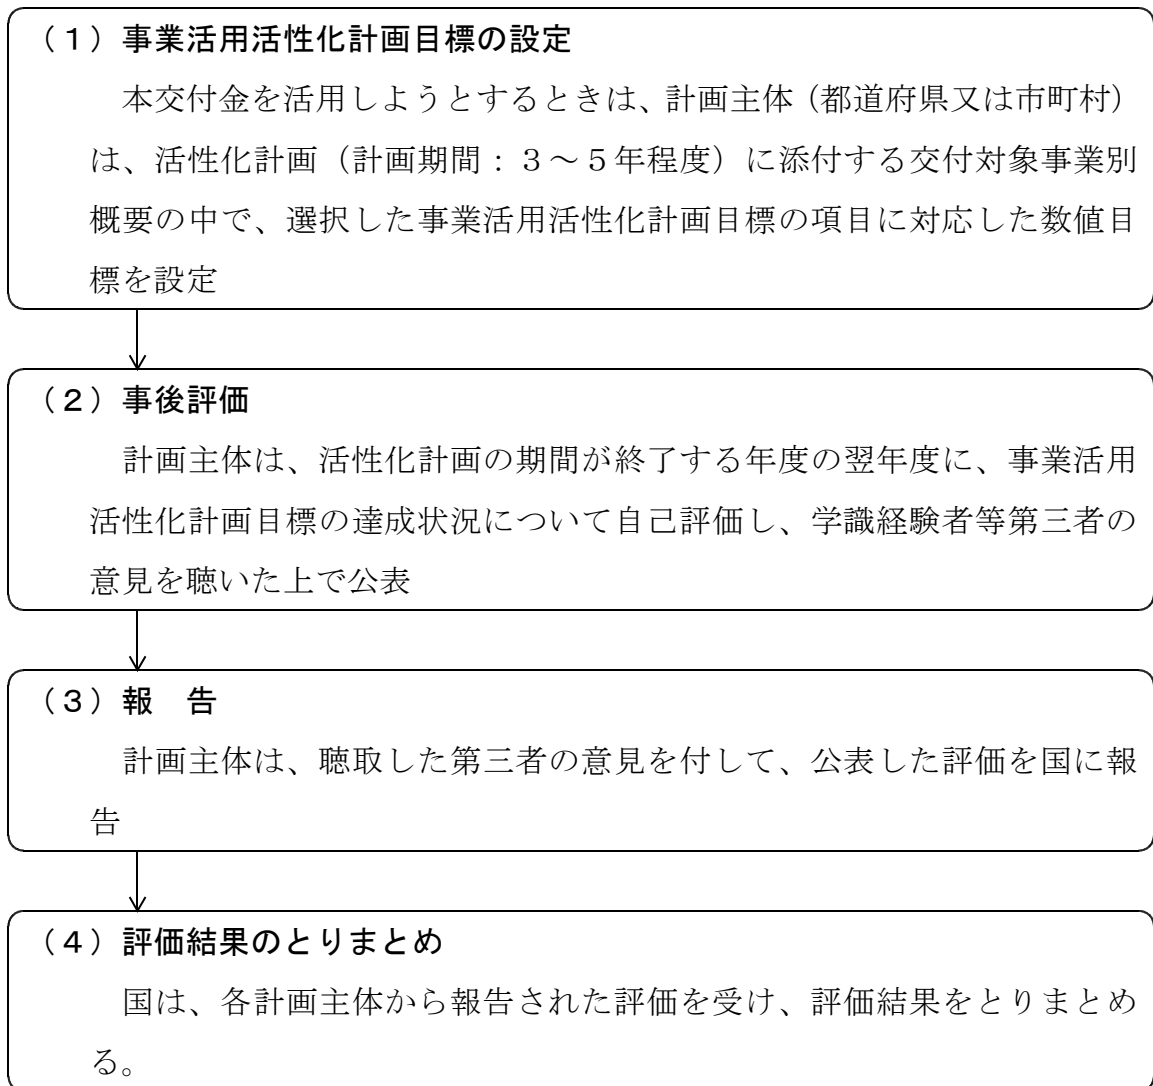 （１）事業活用活性化計画目標の設定
本交付金を活用しようとするときは、計画主体（都道府県又は市町村）
は、活性化計画（計画期間：３～５年程度）に添付する交付対象事業別
概要の中で、選択した事業活用活性化計画目標の項目に対応した数値目
標を設定
（２）事後評価
計画主体は、活性化計画の期間が終了する年度の翌年度に、事業活用
活性化計画目標の達成状況について自己評価し、学識経験者等第三者の
意見を聴いた上で公表
（３）報　告
計画主体は、聴取した第三者の意見を付して、公表した評価を国に報
告
（４）評価結果のとりまとめ
国は、各計画主体から報告された評価を受け、評価結果をとりまとめ
る。